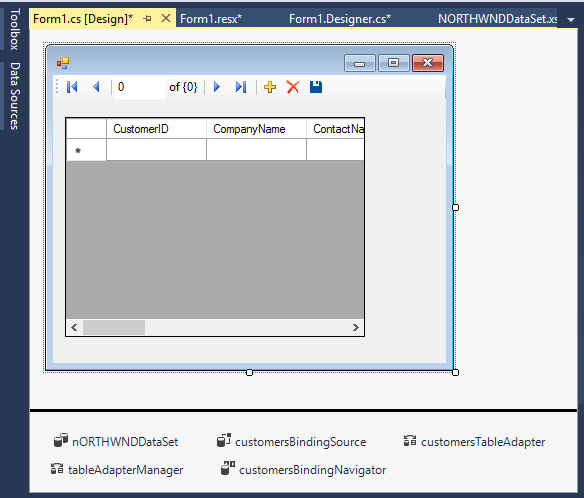 Form1.cs [Design]* Form1.resx* Form1.Designer.cs* NORTHWNDDataSet.xs
Toolbox
Data Sources
0 of {0}
CustomerID CompanyName ContactNa
*
nORTHWNDDataSet customersBindingSource customersTableAdapter
tableAdapterManager customersBindingNavigator